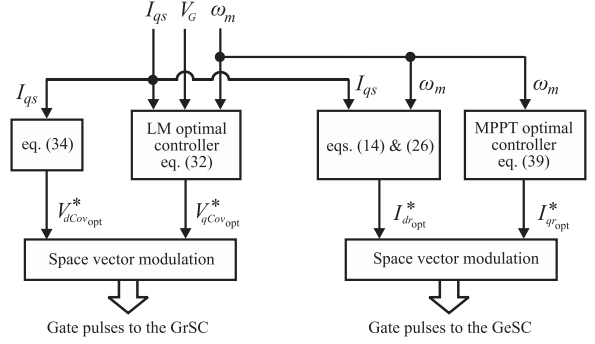 I_qs V_G ω_m
I_qs I_qs ω_m ω_m
eq. (34)
LM optimal
controller
eq. (32)
eqs. (14) & (26)
MPPT optimal
controller
eq. (39)
V*_dCov_opt V*_qCov_opt I*_dr_opt I*_qr_opt
Space vector modulation
Space vector modulation
Gate pulses to the GrSC
Gate pulses to the GeSC